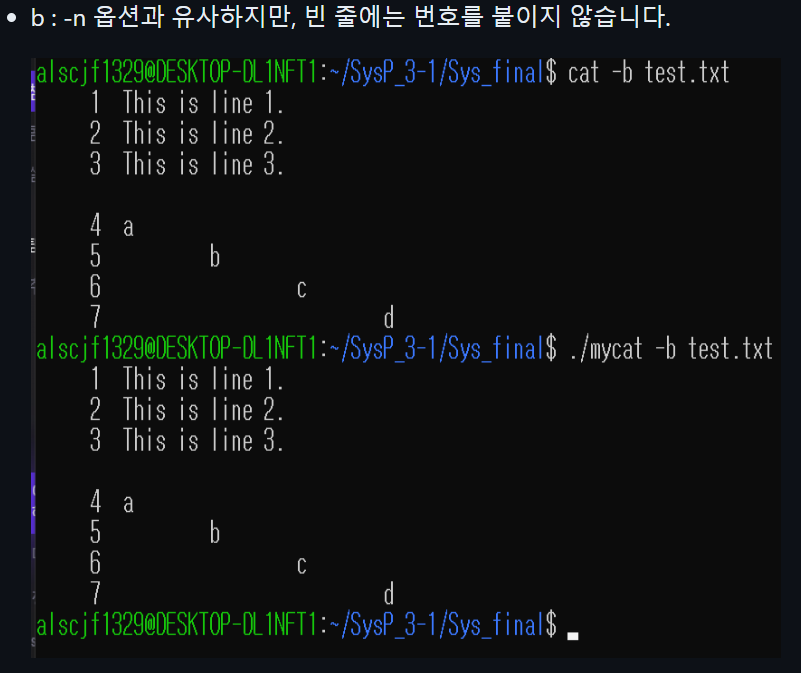 b : -n 옵션과 유사하지만, 빈 줄에는 번호를 붙이지 않습니다.
alscjf1329@DESKTOP-DL1NFT1:~/SysP_3-1/Sys_final$ cat -b test.txt
1 This is line 1.
2 This is line 2.
3 This is line 3.
4 a
5 b
6 c
7 d
alscjf1329@DESKTOP-DL1NFT1:~/SysP_3-1/Sys_final$ ./mycat -b test.txt
1 This is line 1.
2 This is line 2.
3 This is line 3.
4 a
5 b
6 c
7 d
alscjf1329@DESKTOP-DL1NFT1:~/SysP_3-1/Sys_final$